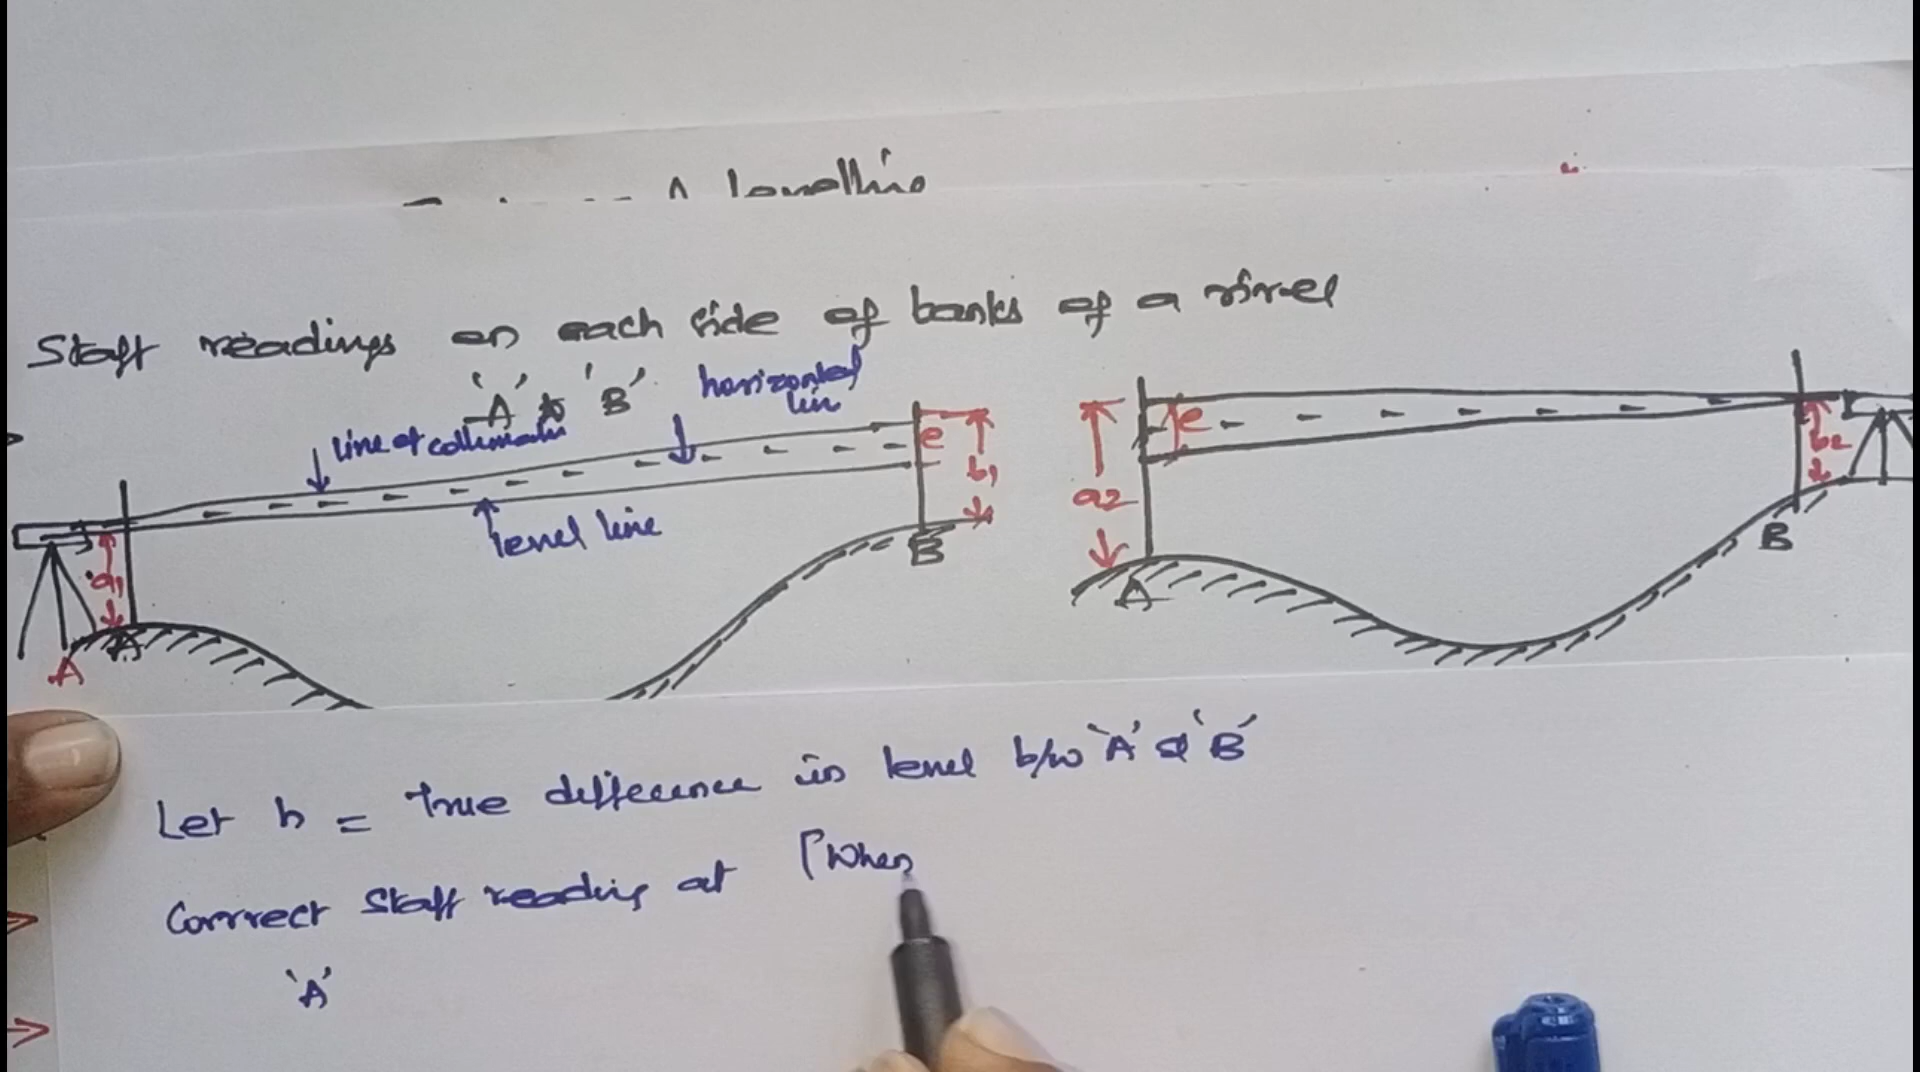 levelling
Staff readings on each side of banks of a river
'A' & 'B'
line of collimation
horizontal
line
level line
e
b1
a1
A
A
B
e
a2
b2
A
B
Let h = True difference in level b/w 'A' & 'B'
Correct Staff reading at [When
'A'